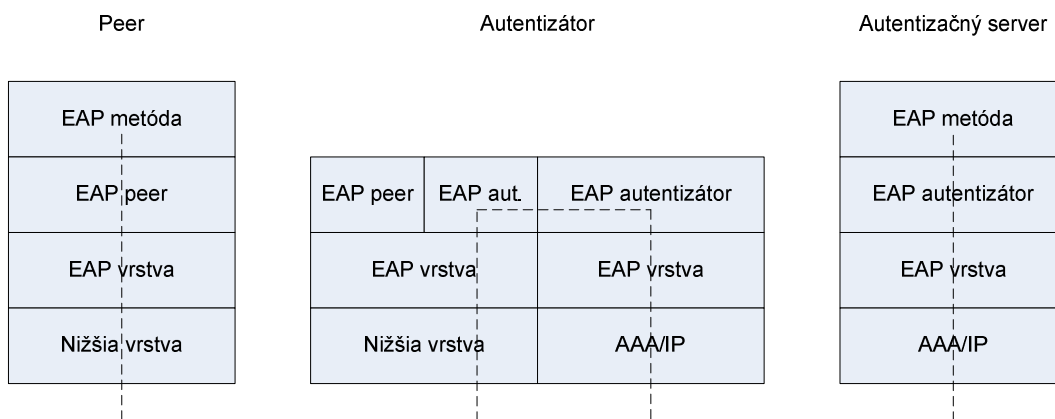 Peer
Autentizátor
Autentizačný server
EAP metóda
EAP peer
EAP vrstva
Nižšia vrstva
EAP peer
EAP aut.
EAP autentizátor
EAP vrstva
EAP vrstva
Nižšia vrstva
AAA/IP
EAP metóda
EAP autentizátor
EAP vrstva
AAA/IP